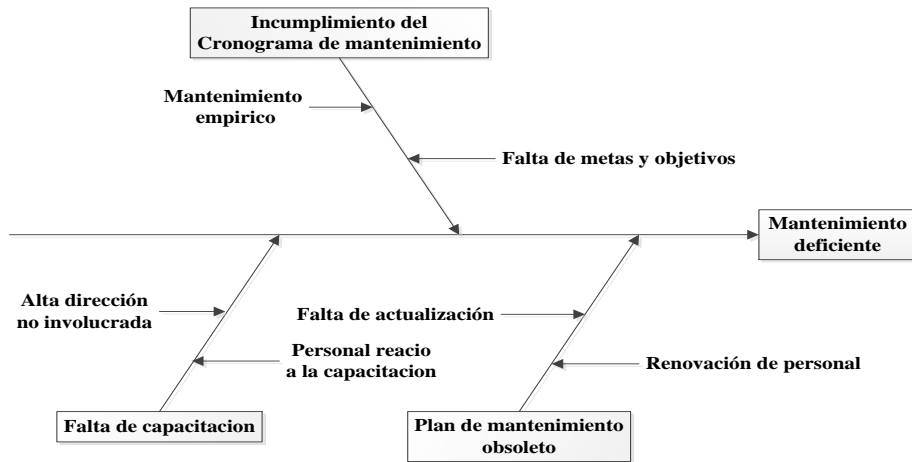 Incumplimiento del
Cronograma de mantenimiento
Mantenimiento
empirico
Falta de metas y objetivos
Mantenimiento
deficiente
Alta dirección
no involucrada
Personal reacio
a la capacitacion
Falta de capacitacion
Falta de actualización
Renovación de personal
Plan de mantenimiento
obsoleto